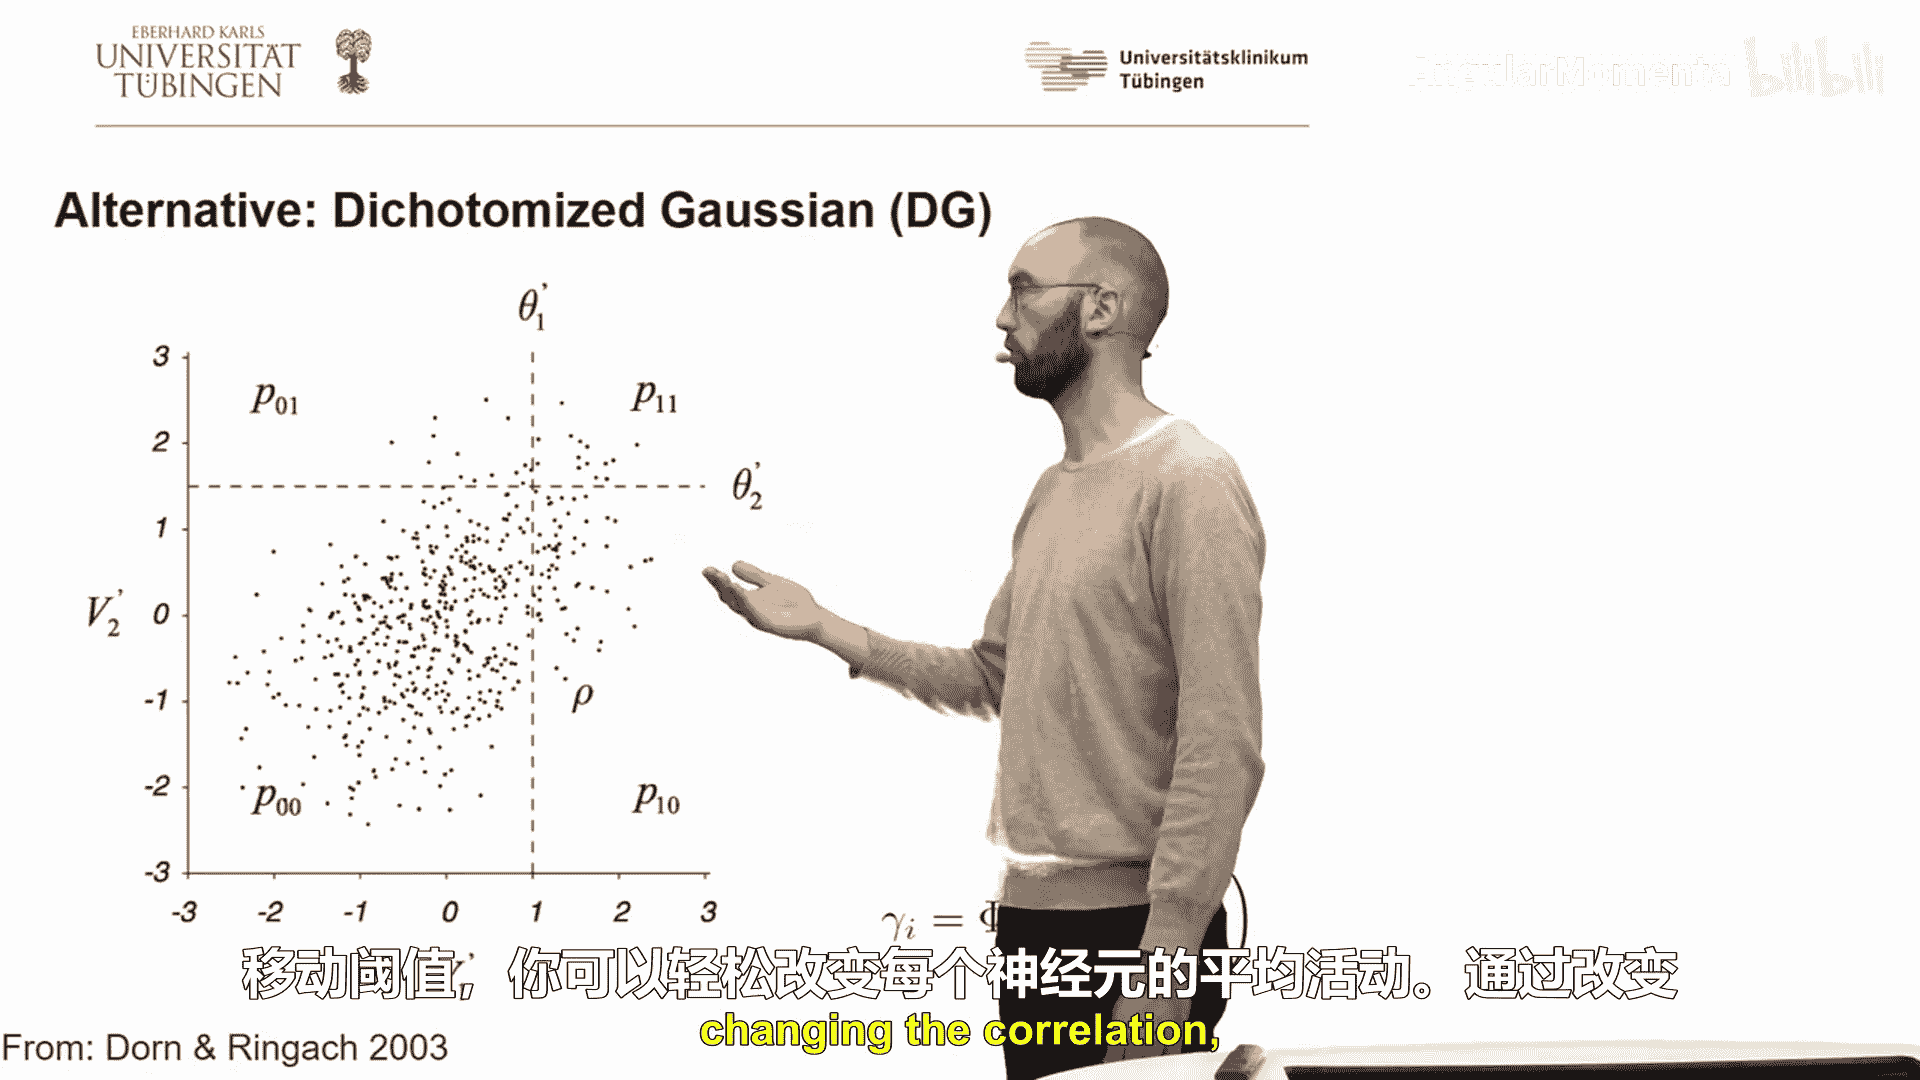 EBERHARD KARLS
UNIVERSITÄT
TÜBINGEN
Universitätsklinikum
Tübingen
AngularMomenta bilibili
Alternative: Dichotomized Gaussian (DG)
θ'₁
3
p₀₁
p₁₁
2
θ'₂
1
V'₂
0
-1
ρ
-2
p₀₀
p₁₀
-3
-3 -2 -1 0 1 2 3
γᵢ = Φ
移动阈值，你可以轻松改变每个神经元的平均活动。通过改变
changing the correlation,
From: Dorn & Ringach 2003